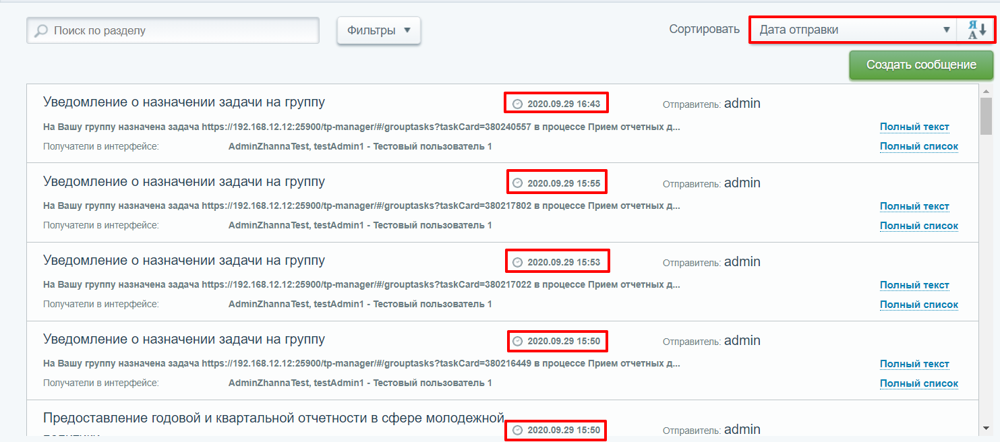 Поиск по разделу
Фильтры
Сортировать
Дата отправки
Я
А
Создать сообщение
Уведомление о назначении задачи на группу
2020.09.29 16:43
Отправитель: admin
На Вашу группу назначена задача https://192.168.12.12:25900/tp-manager/#/grouptasks?taskCard=380240557 в процессе Прием отчетных д...
Полный текст
Получатели в интерфейсе: AdminZhannaTest, testAdmin1 - Тестовый пользователь 1
Полный список
Уведомление о назначении задачи на группу
2020.09.29 15:55
Отправитель: admin
На Вашу группу назначена задача https://192.168.12.12:25900/tp-manager/#/grouptasks?taskCard=380217802 в процессе Прием отчетных д...
Полный текст
Получатели в интерфейсе: AdminZhannaTest, testAdmin1 - Тестовый пользователь 1
Полный список
Уведомление о назначении задачи на группу
2020.09.29 15:53
Отправитель: admin
На Вашу группу назначена задача https://192.168.12.12:25900/tp-manager/#/grouptasks?taskCard=380217022 в процессе Прием отчетных д...
Полный текст
Получатели в интерфейсе: AdminZhannaTest, testAdmin1 - Тестовый пользователь 1
Полный список
Уведомление о назначении задачи на группу
2020.09.29 15:50
Отправитель: admin
На Вашу группу назначена задача https://192.168.12.12:25900/tp-manager/#/grouptasks?taskCard=380216449 в процессе Прием отчетных д...
Полный текст
Получатели в интерфейсе: AdminZhannaTest, testAdmin1 - Тестовый пользователь 1
Полный список
Предоставление годовой и квартальной отчетности в сфере молодежной
2020.09.29 15:50
Отправитель: admin